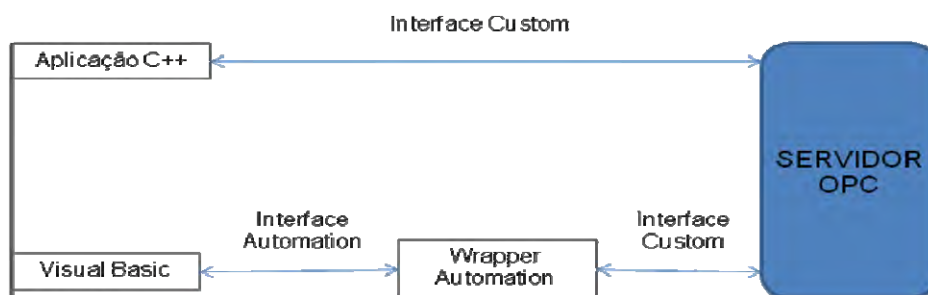 Interface Custom
Aplicação C++
SERVIDOR
OPC
Interface
Automation
Interface
Custom
Visual Basic
Wrapper
Automation